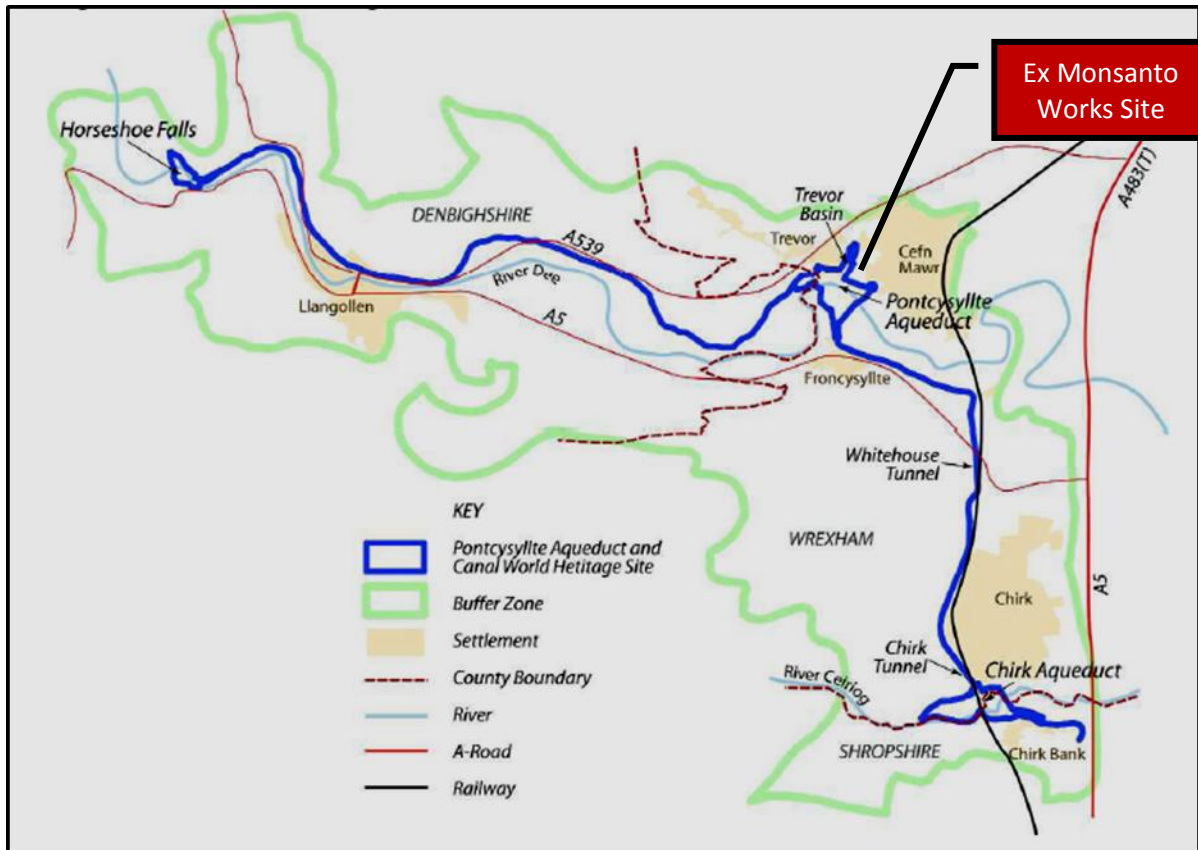 Ex Monsanto
Works Site
Horseshoe Falls
DENBIGHSHIRE
Trevor
Basin
Trevor
Cefn
Mawr
A483(T)
A539
River Dee
Llangollen
A5
Pontcysyllte
Aqueduct
Froncysyllte
Whitehouse
Tunnel
WREXHAM
A5
Chirk
Chirk
Tunnel
Chirk Aqueduct
River Ceiriog
SHROPSHIRE
Chirk Bank
KEY
Pontcysyllte Aqueduct and
Canal World Hetitage Site
Buffer Zone
Settlement
County Boundary
River
A-Road
Railway